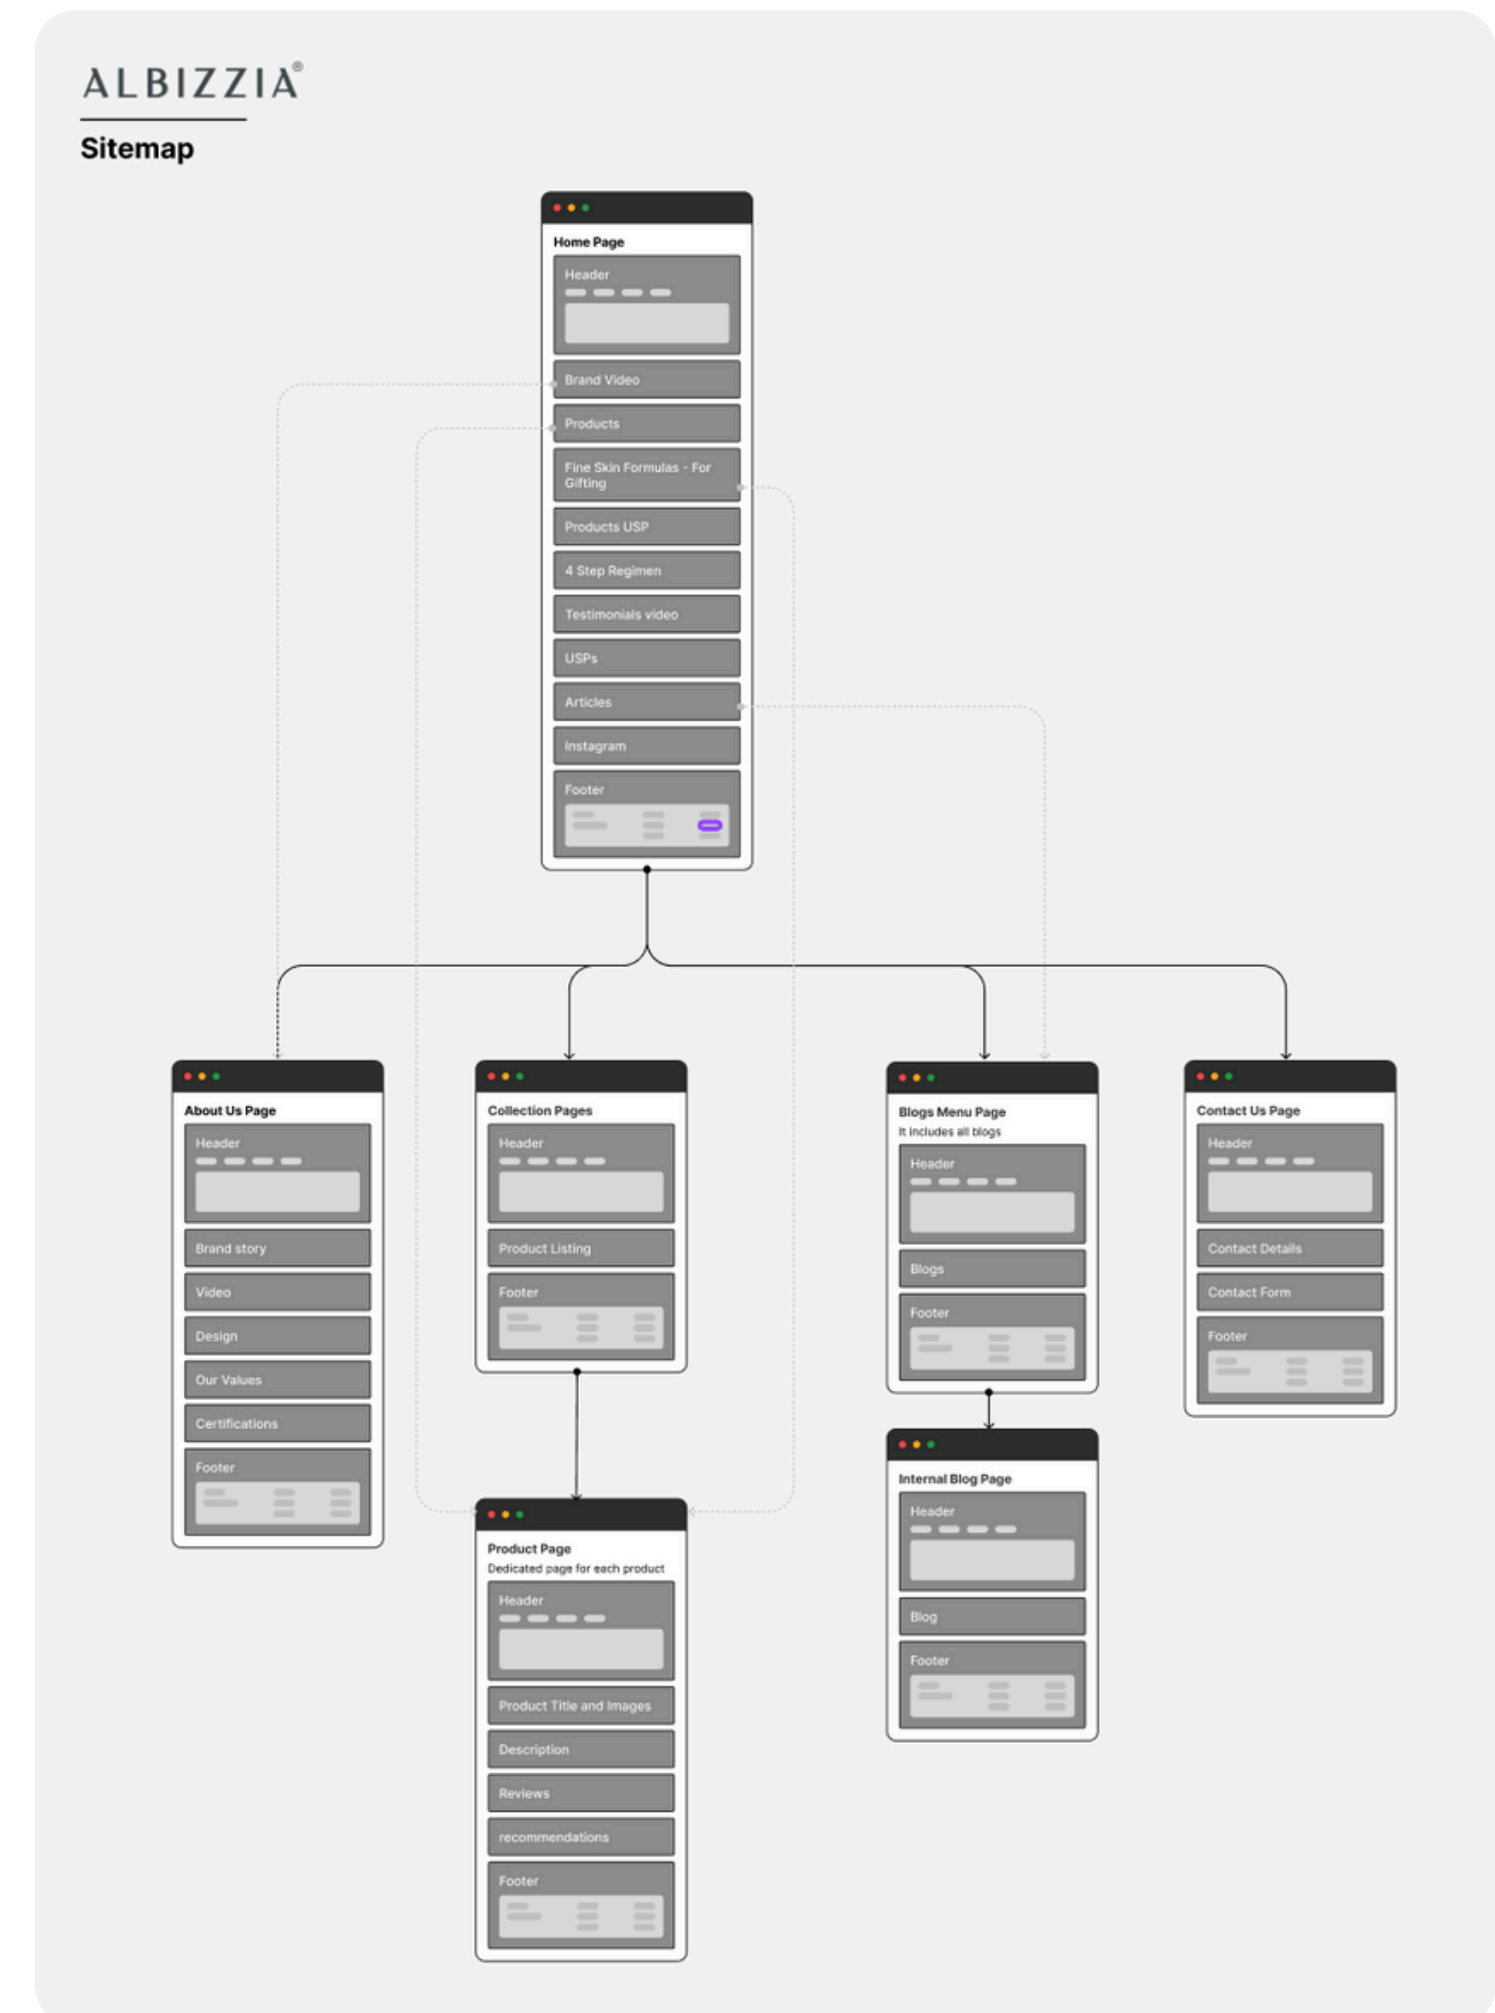 ALBIZZIA®
Sitemap
Home Page
Header
Brand Video
Products
Fine Skin Formulas - For
Gifting
Products USP
4 Step Regimen
Testimonials video
USPs
Articles
Instagram
Footer
About Us Page
Header
Brand story
Video
Design
Our Values
Certifications
Footer
Collection Pages
Header
Product Listing
Footer
Product Page
Dedicated page for each product
Header
Product Title and Images
Description
Reviews
recommendations
Footer
Blogs Menu Page
It includes all blogs
Header
Blogs
Footer
Internal Blog Page
Header
Blog
Footer
Contact Us Page
Header
Contact Details
Contact Form
Footer